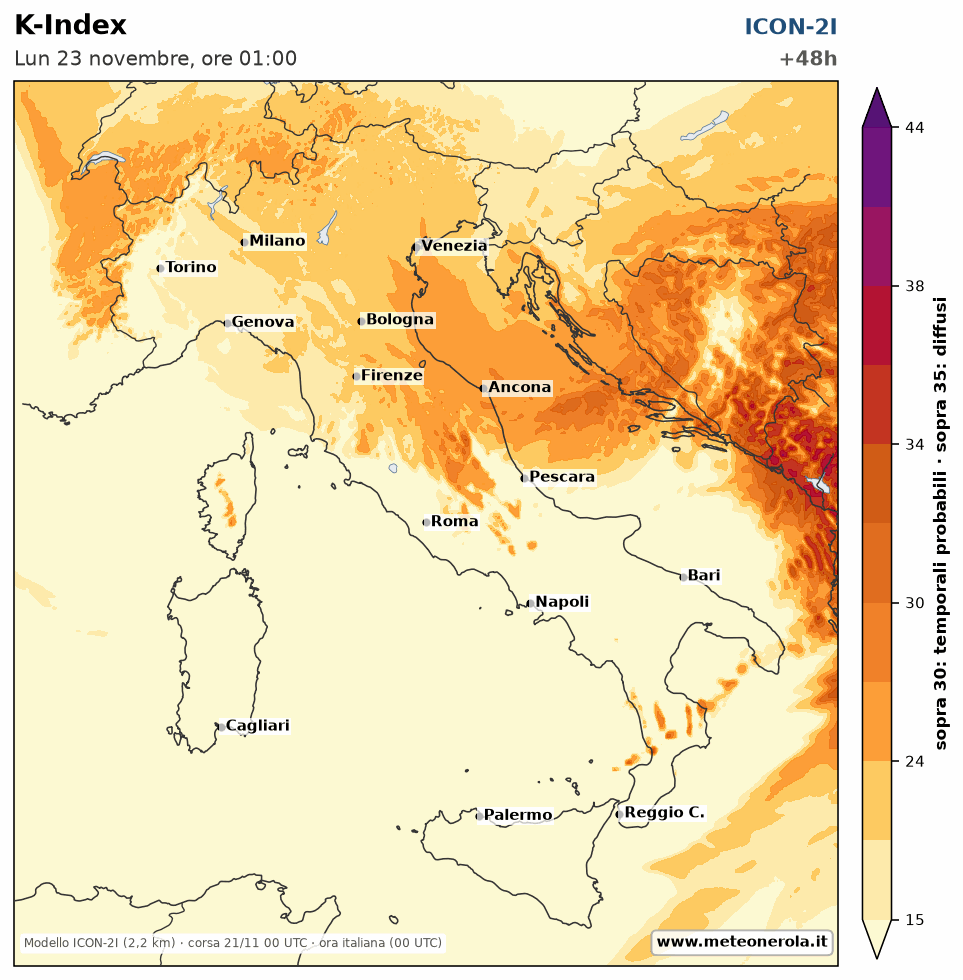 K-Index
ICON-2I
Lun 23 novembre, ore 01:00
+48h
44
38
34
30
24
15
sopra 30: temporali probabili · sopra 35: diffusi
Milano
Venezia
Torino
Genova
Bologna
Firenze
Ancona
Pescara
Roma
Bari
Napoli
Cagliari
Palermo
Reggio C.
Modello ICON-2I (2,2 km) · corsa 21/11 00 UTC · ora italiana (00 UTC)
www.meteonerola.it